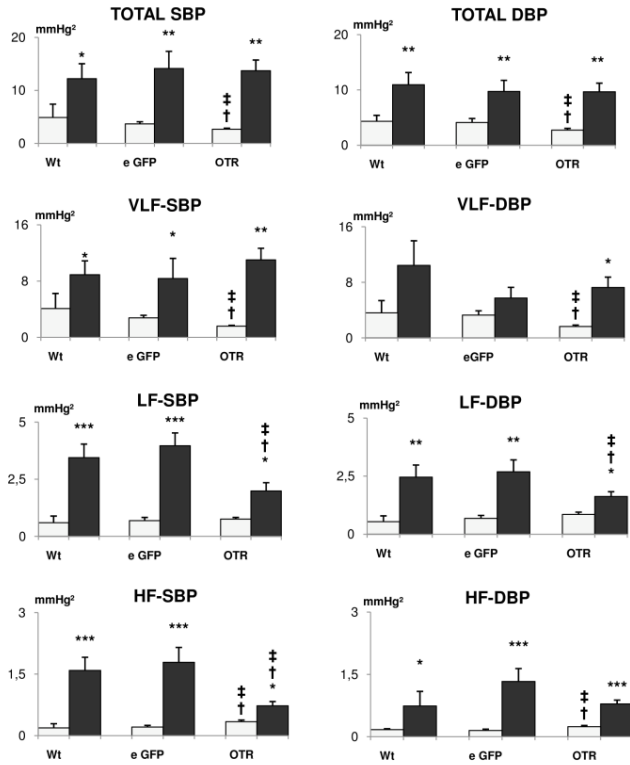 TOTAL SBP
mmHg²
20
10
0
*
**
**
‡
†
Wt
e GFP
OTR
TOTAL DBP
mmHg²
20
10
0
**
**
**
‡
†
Wt
e GFP
OTR
VLF-SBP
mmHg²
16
8
0
*
*
**
‡
†
Wt
e GFP
OTR
VLF-DBP
mmHg²
16
8
0
*
‡
†
Wt
eGFP
OTR
LF-SBP
mmHg²
5
2,5
0
***
***
‡
†
*
Wt
e GFP
OTR
LF-DBP
mmHg²
5
2,5
0
**
**
‡
†
*
Wt
e GFP
OTR
HF-SBP
mmHg²
3
1,5
0
***
***
‡
†
‡
†
*
Wt
e GFP
OTR
HF-DBP
mmHg²
3
1,5
0
*
***
‡
†
***
Wt
e GFP
OTR